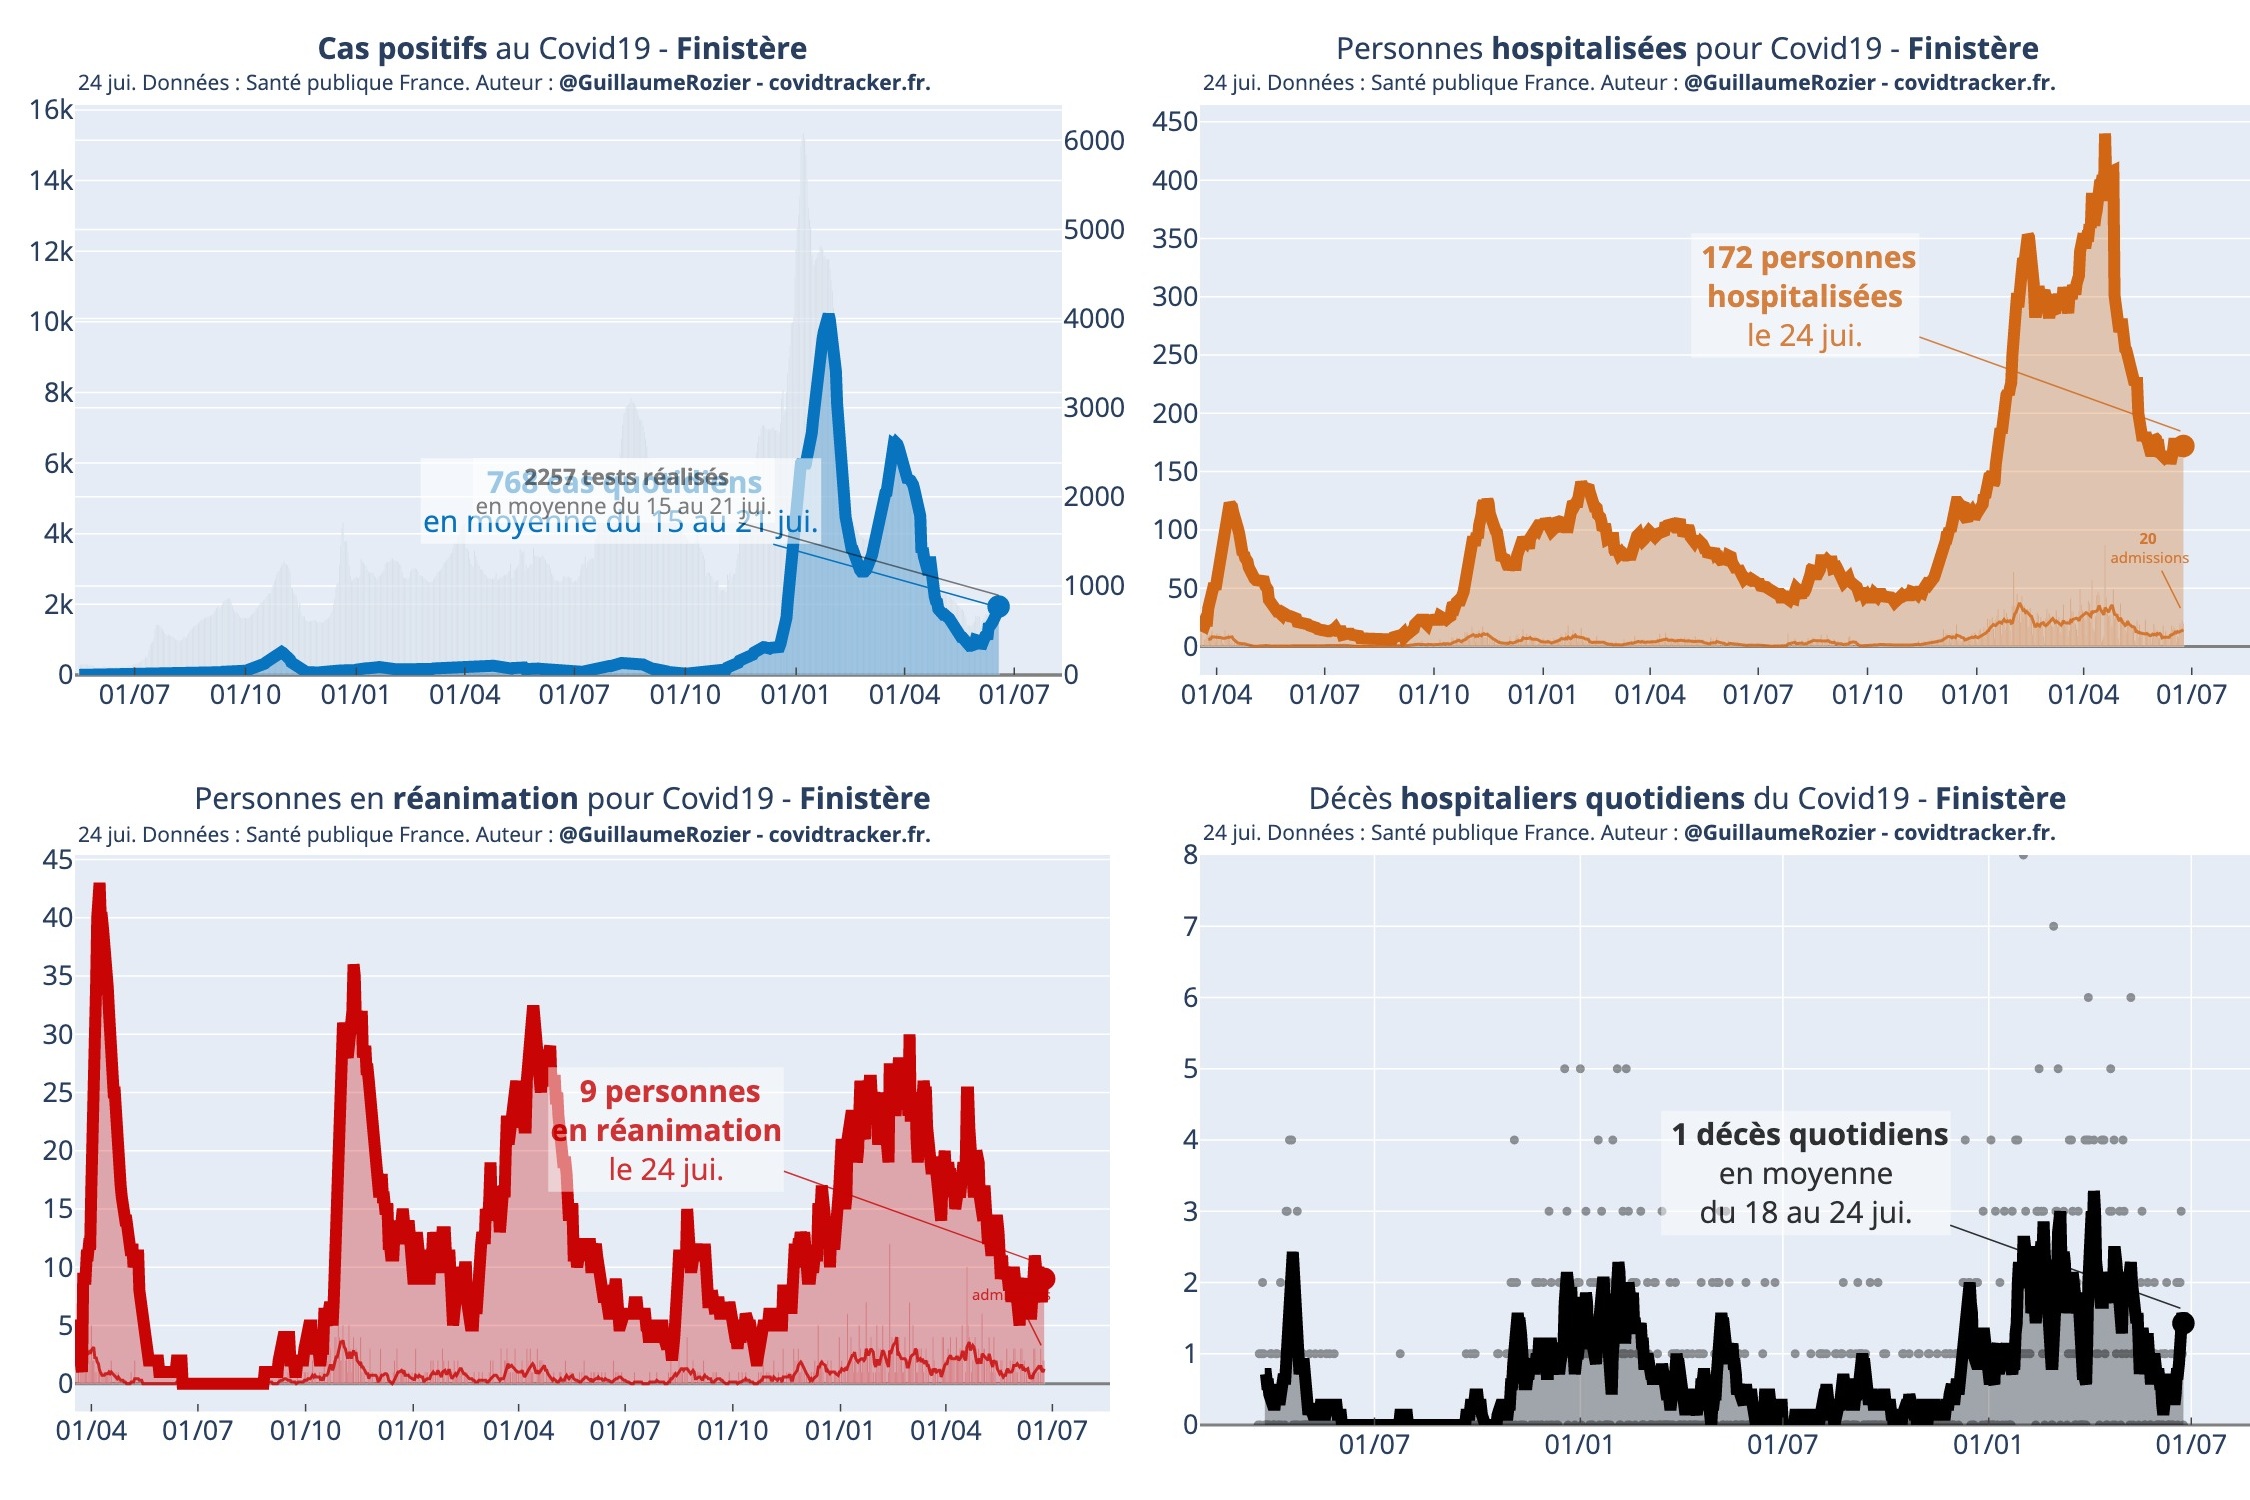 Cas positifs au Covid19 - Finistère
24 jui. Données : Santé publique France. Auteur : @GuillaumeRozier - covidtracker.fr.
16k
14k
12k
10k
8k
6k
4k
2k
0
6000
5000
4000
3000
2000
1000
0
768 cas quotidiens
en moyenne du 15 au 21 jui.
2257 tests réalisés
en moyenne du 15 au 21 jui.
01/07 01/10 01/01 01/04 01/07 01/10 01/01 01/04 01/07
Personnes hospitalisées pour Covid19 - Finistère
24 jui. Données : Santé publique France. Auteur : @GuillaumeRozier - covidtracker.fr.
450
400
350
300
250
200
150
100
50
0
172 personnes
hospitalisées
le 24 jui.
20
admissions
01/04 01/07 01/10 01/01 01/04 01/07 01/10 01/01 01/04 01/07
Personnes en réanimation pour Covid19 - Finistère
24 jui. Données : Santé publique France. Auteur : @GuillaumeRozier - covidtracker.fr.
45
40
35
30
25
20
15
10
5
0
9 personnes
en réanimation
le 24 jui.
01/04 01/07 01/10 01/01 01/04 01/07 01/10 01/01 01/04 01/07
Décès hospitaliers quotidiens du Covid19 - Finistère
24 jui. Données : Santé publique France. Auteur : @GuillaumeRozier - covidtracker.fr.
8
7
6
5
4
3
2
1
0
1 décès quotidiens
en moyenne
du 18 au 24 jui.
01/07 01/01 01/07 01/01 01/07